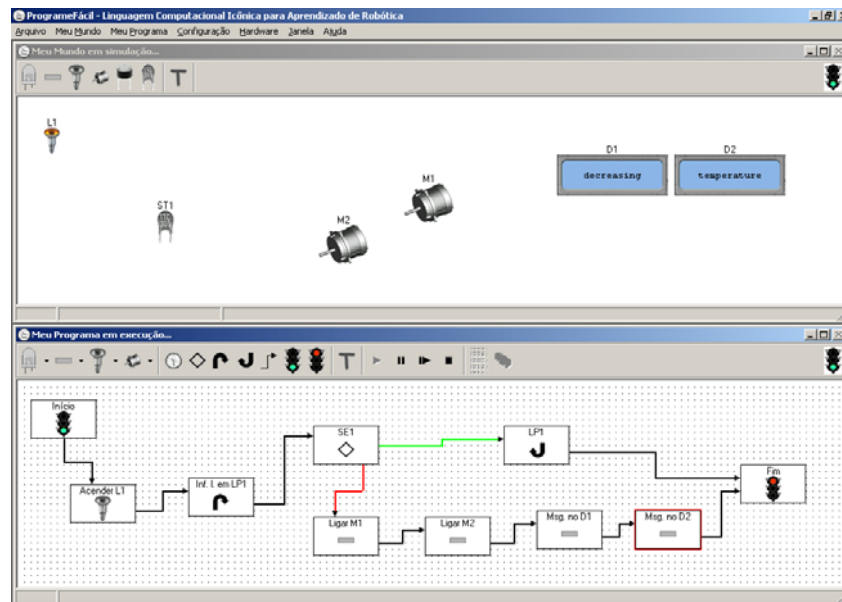 ProgrameFácil - Linguagem Computacional Icônica para Aprendizado de Robótica
Arquivo Meu Mundo Meu Programa Configuração Hardware Janela Ajuda
Meu Mundo em simulação...
L1
ST1
M2
M1
D1
D2
decreasing
temperature
Meu Programa em execução...
Início
Acender L1
Inf. I. em LP1
SE1
LP1
Fim
Ligar M1
Ligar M2
Msg. no D1
Msg. no D2